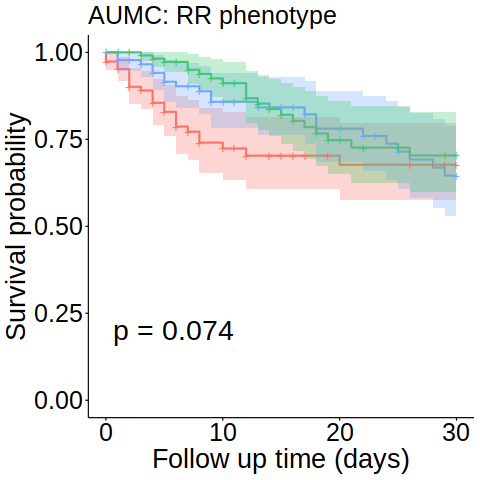 AUMC: RR phenotype
1.00
0.75
0.50
0.25
0.00
Survival probability
p = 0.074
0 10 20 30
Follow up time (days)